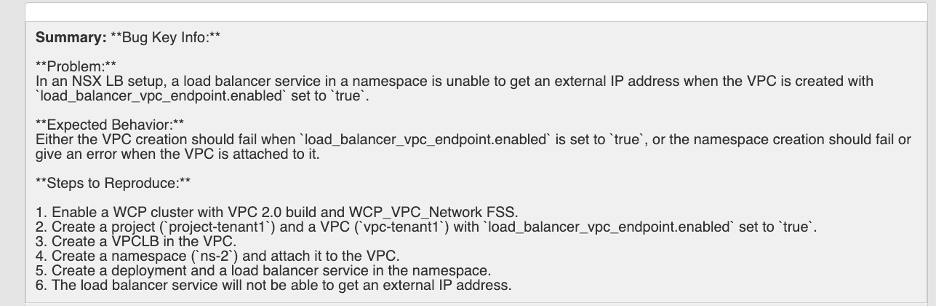 Summary: **Bug Key Info:**
**Problem:**
In an NSX LB setup, a load balancer service in a namespace is unable to get an external IP address when the VPC is created with
`load_balancer_vpc_endpoint.enabled` set to `true`.
**Expected Behavior:**
Either the VPC creation should fail when `load_balancer_vpc_endpoint.enabled` is set to `true`, or the namespace creation should fail or
give an error when the VPC is attached to it.
**Steps to Reproduce:**
1. Enable a WCP cluster with VPC 2.0 build and WCP_VPC_Network FSS.
2. Create a project (`project-tenant1`) and a VPC (`vpc-tenant1`) with `load_balancer_vpc_endpoint.enabled` set to `true`.
3. Create a VPCLB in the VPC.
4. Create a namespace (`ns-2`) and attach it to the VPC.
5. Create a deployment and a load balancer service in the namespace.
6. The load balancer service will not be able to get an external IP address.